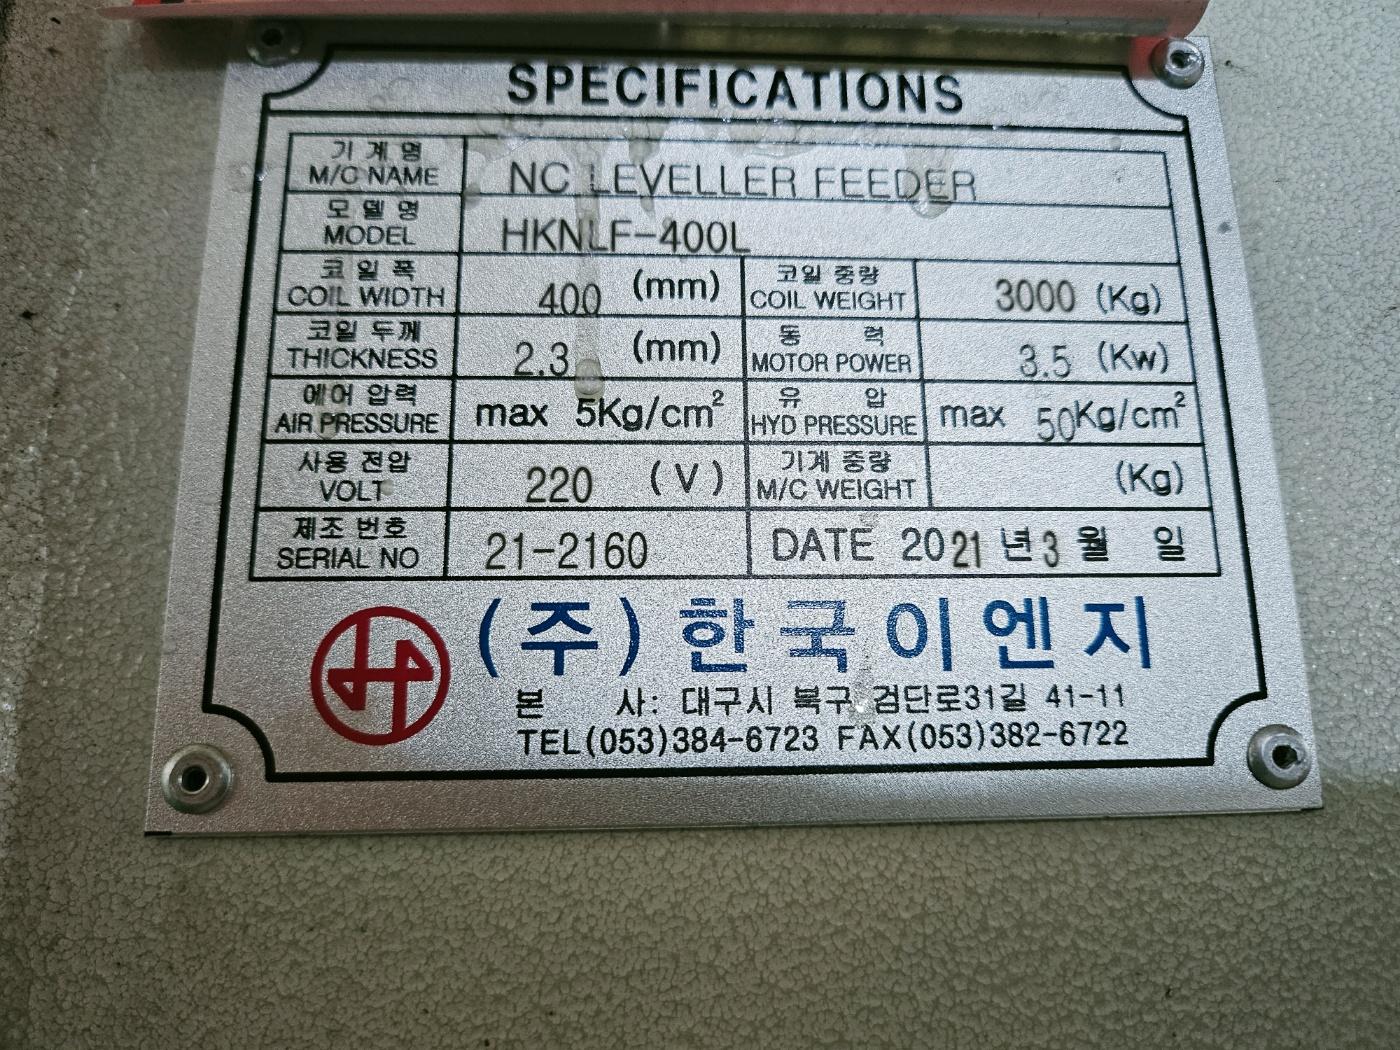 SPECIFICATIONS
기 계 명
M/C NAME
NC LEVELLER FEEDER
모 델 명
MODEL
HKNLF-400L
코 일 폭
COIL WIDTH
400 (mm)
코일 중량
COIL WEIGHT
3000 (Kg)
코일 두께
THICKNESS
2.3 (mm)
동 력
MOTOR POWER
3.5 (Kw)
에어 압력
AIR PRESSURE
max 5Kg/cm²
유 압
HYD PRESSURE
max 50Kg/cm²
사용 전압
VOLT
220 (V)
기계 중량
M/C WEIGHT
(Kg)
제조 번호
SERIAL NO
21-2160
DATE 2021 년 3 월 일
(주) 한국이엔지
본 사: 대구시 북구 검단로31길 41-11
TEL(053)384-6723 FAX(053)382-6722